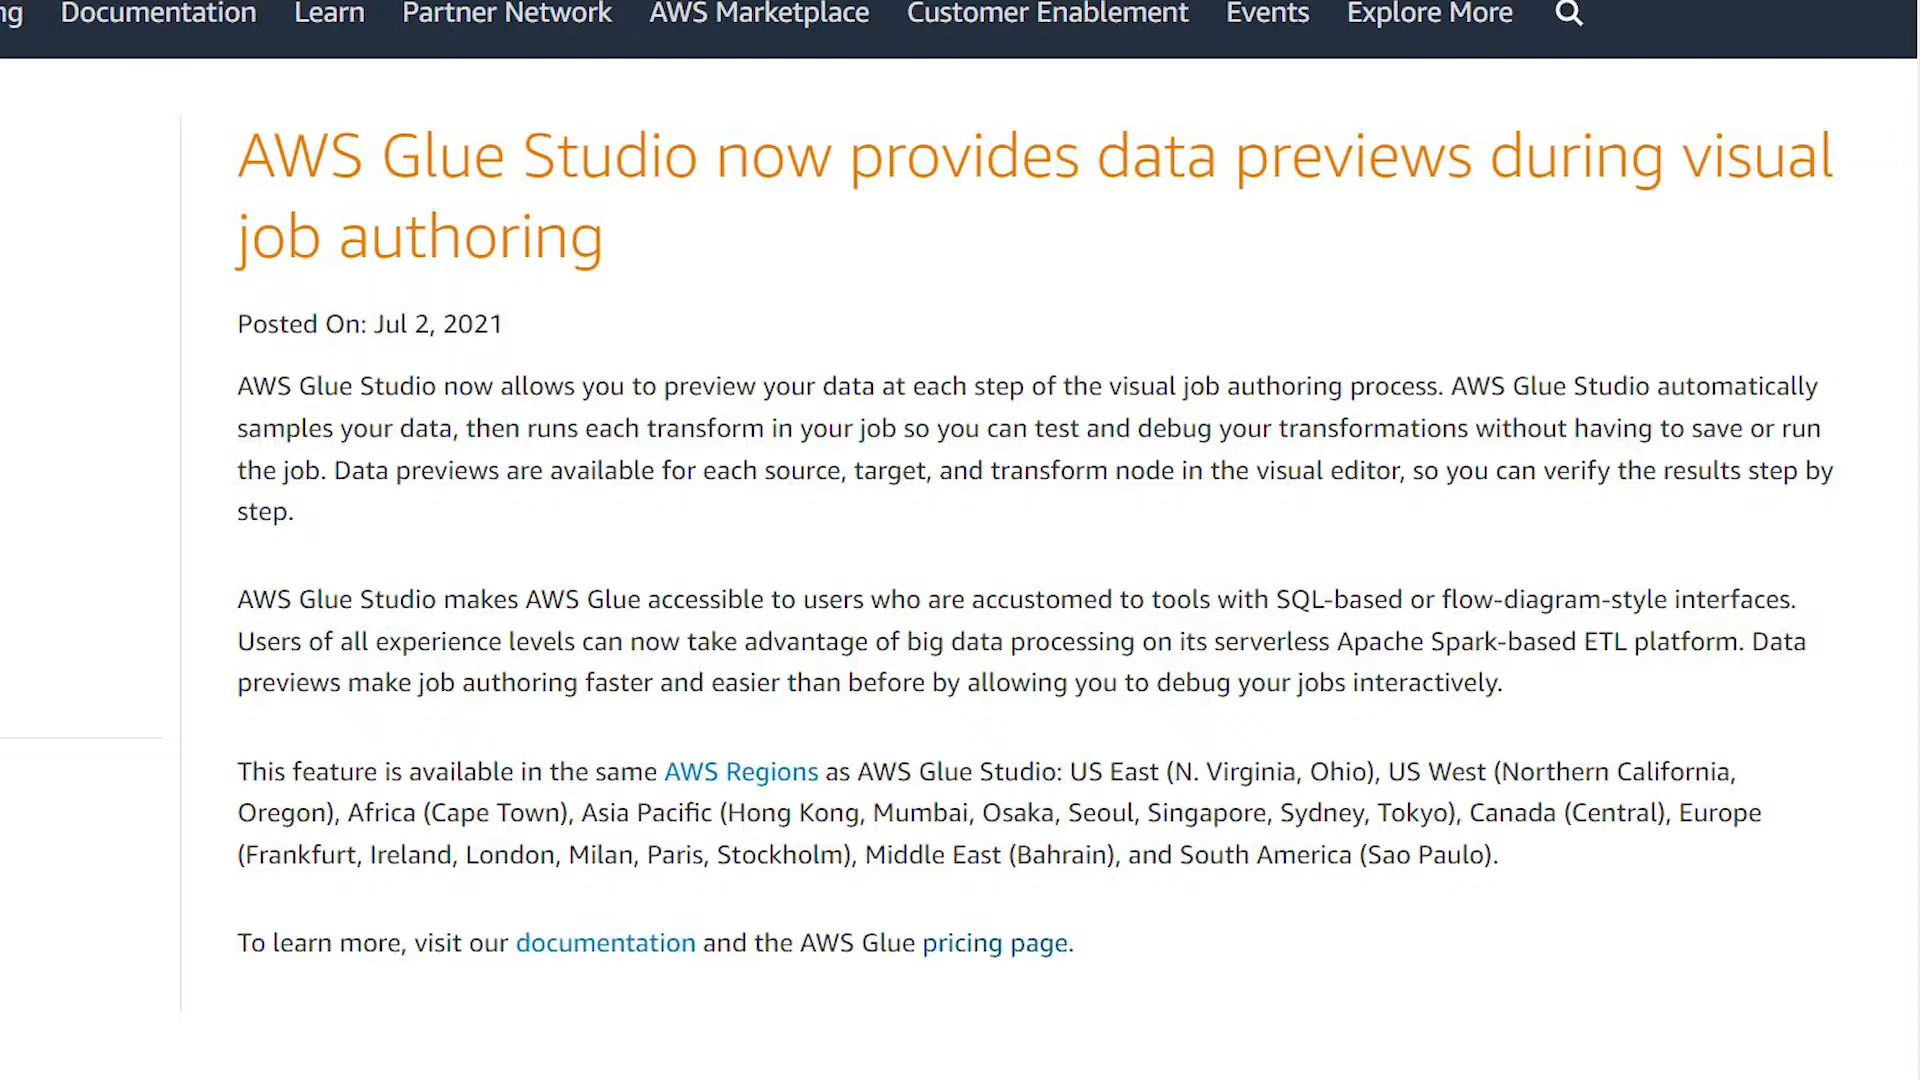 ng Documentation Learn Partner Network AWS Marketplace Customer Enablement Events Explore More
AWS Glue Studio now provides data previews during visual
job authoring
Posted On: Jul 2, 2021
AWS Glue Studio now allows you to preview your data at each step of the visual job authoring process. AWS Glue Studio automatically
samples your data, then runs each transform in your job so you can test and debug your transformations without having to save or run
the job. Data previews are available for each source, target, and transform node in the visual editor, so you can verify the results step by
step.
AWS Glue Studio makes AWS Glue accessible to users who are accustomed to tools with SQL-based or flow-diagram-style interfaces.
Users of all experience levels can now take advantage of big data processing on its serverless Apache Spark-based ETL platform. Data
previews make job authoring faster and easier than before by allowing you to debug your jobs interactively.
This feature is available in the same AWS Regions as AWS Glue Studio: US East (N. Virginia, Ohio), US West (Northern California,
Oregon), Africa (Cape Town), Asia Pacific (Hong Kong, Mumbai, Osaka, Seoul, Singapore, Sydney, Tokyo), Canada (Central), Europe
(Frankfurt, Ireland, London, Milan, Paris, Stockholm), Middle East (Bahrain), and South America (Sao Paulo).
To learn more, visit our documentation and the AWS Glue pricing page.